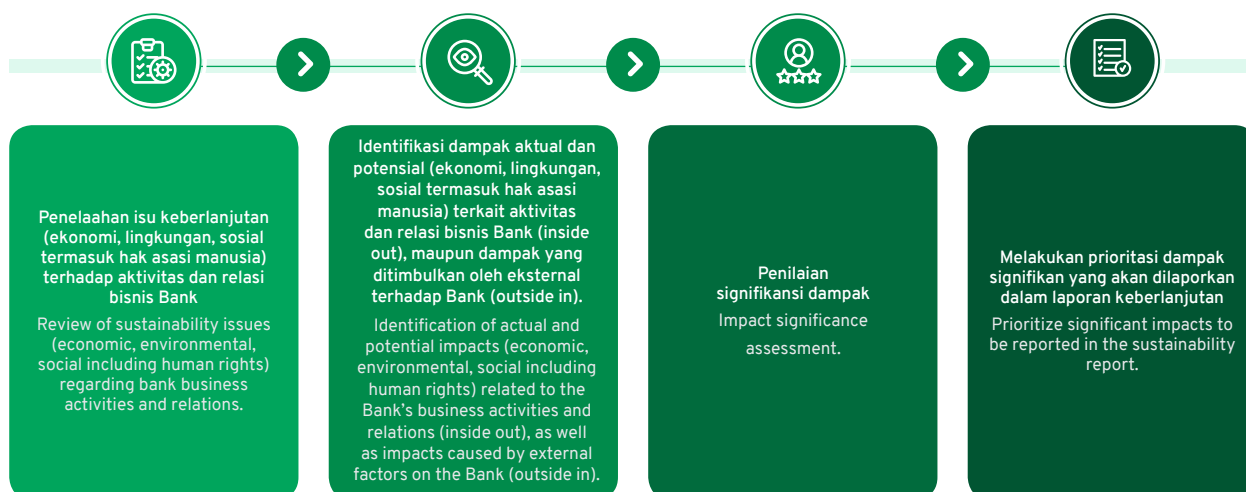 Penelaahan isu keberlanjutan
(ekonomi, lingkungan, sosial
termasuk hak asasi manusia)
terhadap aktivitas dan relasi
bisnis Bank
Review of sustainability issues
(economic, environmental,
social including human rights)
regarding bank business
activities and relations.
Identifikasi dampak aktual dan
potensial (ekonomi, lingkungan,
sosial termasuk hak asasi
manusia) terkait aktivitas
dan relasi bisnis Bank (inside
out), maupun dampak yang
ditimbulkan oleh eksternal
terhadap Bank (outside in).
Identification of actual and
potential impacts (economic,
environmental, social including
human rights) related to the
Bank's business activities and
relations (inside out), as well
as impacts caused by external
factors on the Bank (outside in).
Penilaian
signifikansi dampak
Impact significance
assessment.
Melakukan prioritasi dampak
signifikan yang akan dilaporkan
dalam laporan keberlanjutan
Prioritize significant impacts to
be reported in the sustainability
report.